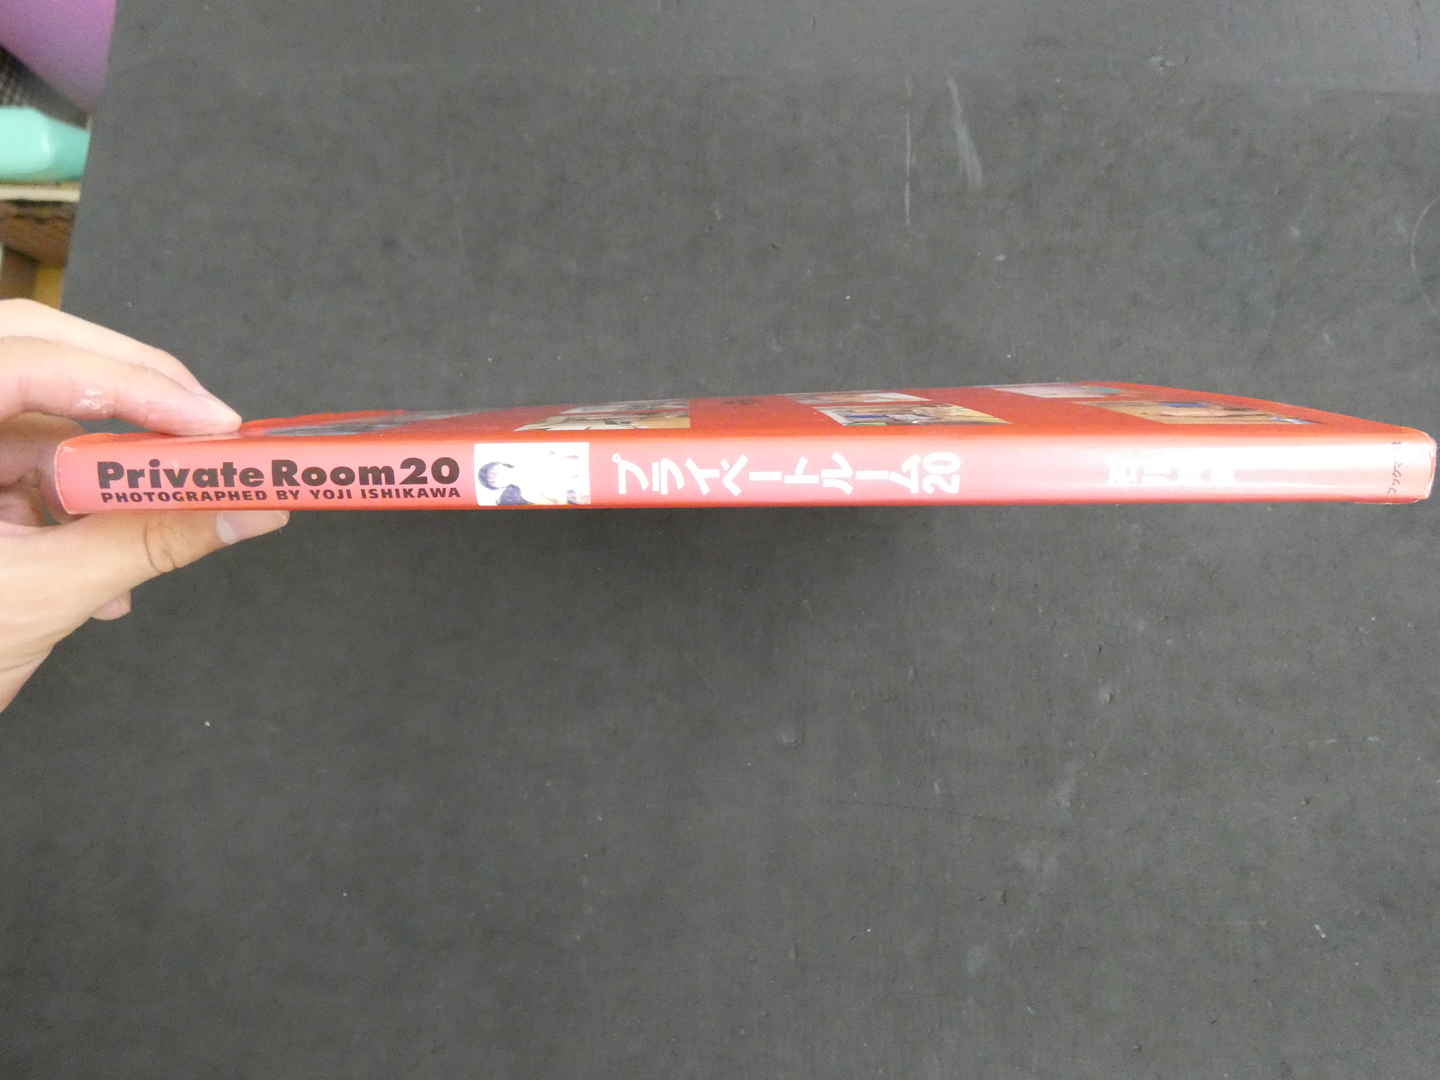 Private Room 20
PHOTOGRAPHED BY YOJI ISHIKAWA
プライベートルーム20